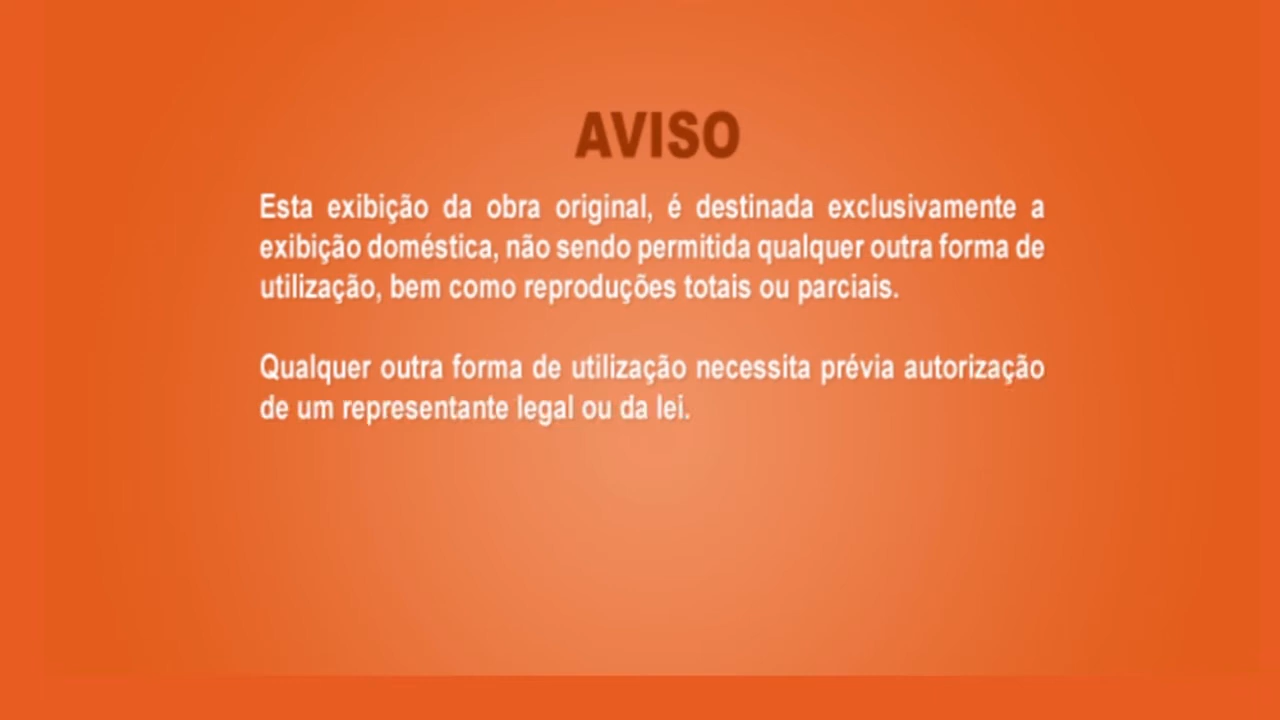 AVISO
Esta exibição da obra original, é destinada exclusivamente a
exibição doméstica, não sendo permitida qualquer outra forma de
utilização, bem como reproduções totais ou parciais.
Qualquer outra forma de utilização necessita prévia autorização
de um representante legal ou da lei.